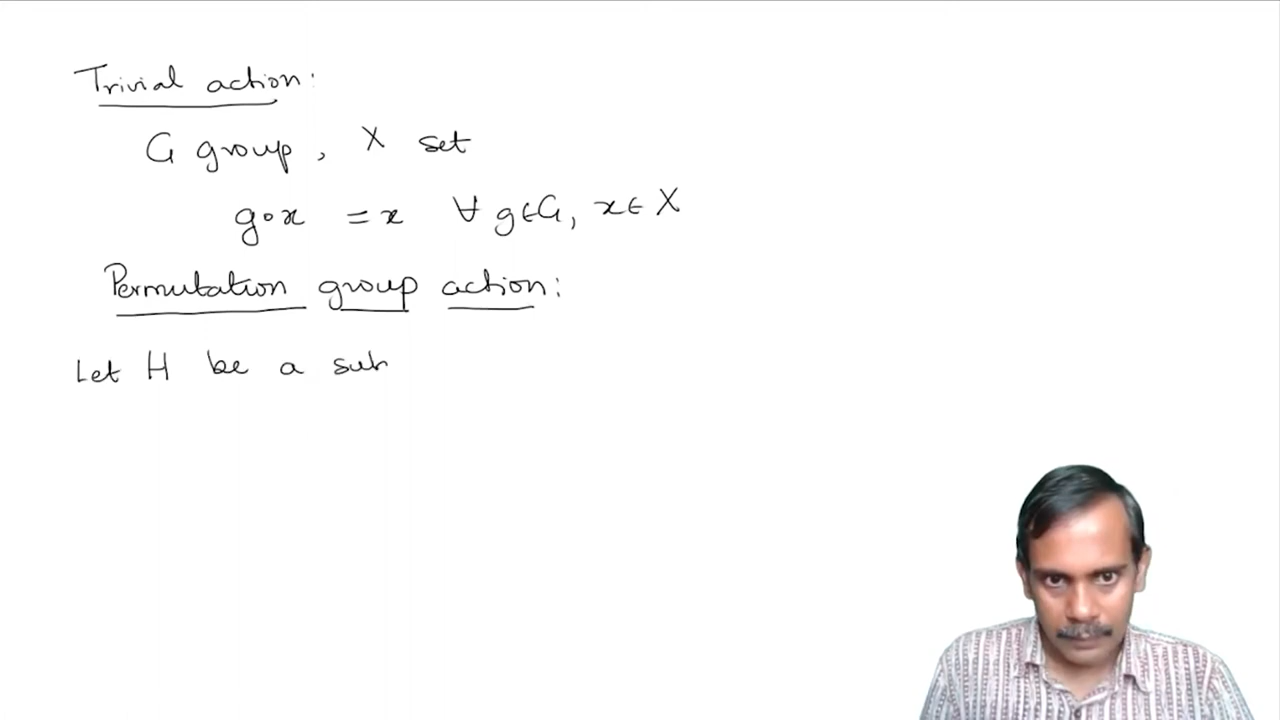 Trivial action:
G group, X set
g∘x = x ∀ g∈G, x∈X
Permutation group action:
Let H be a sub